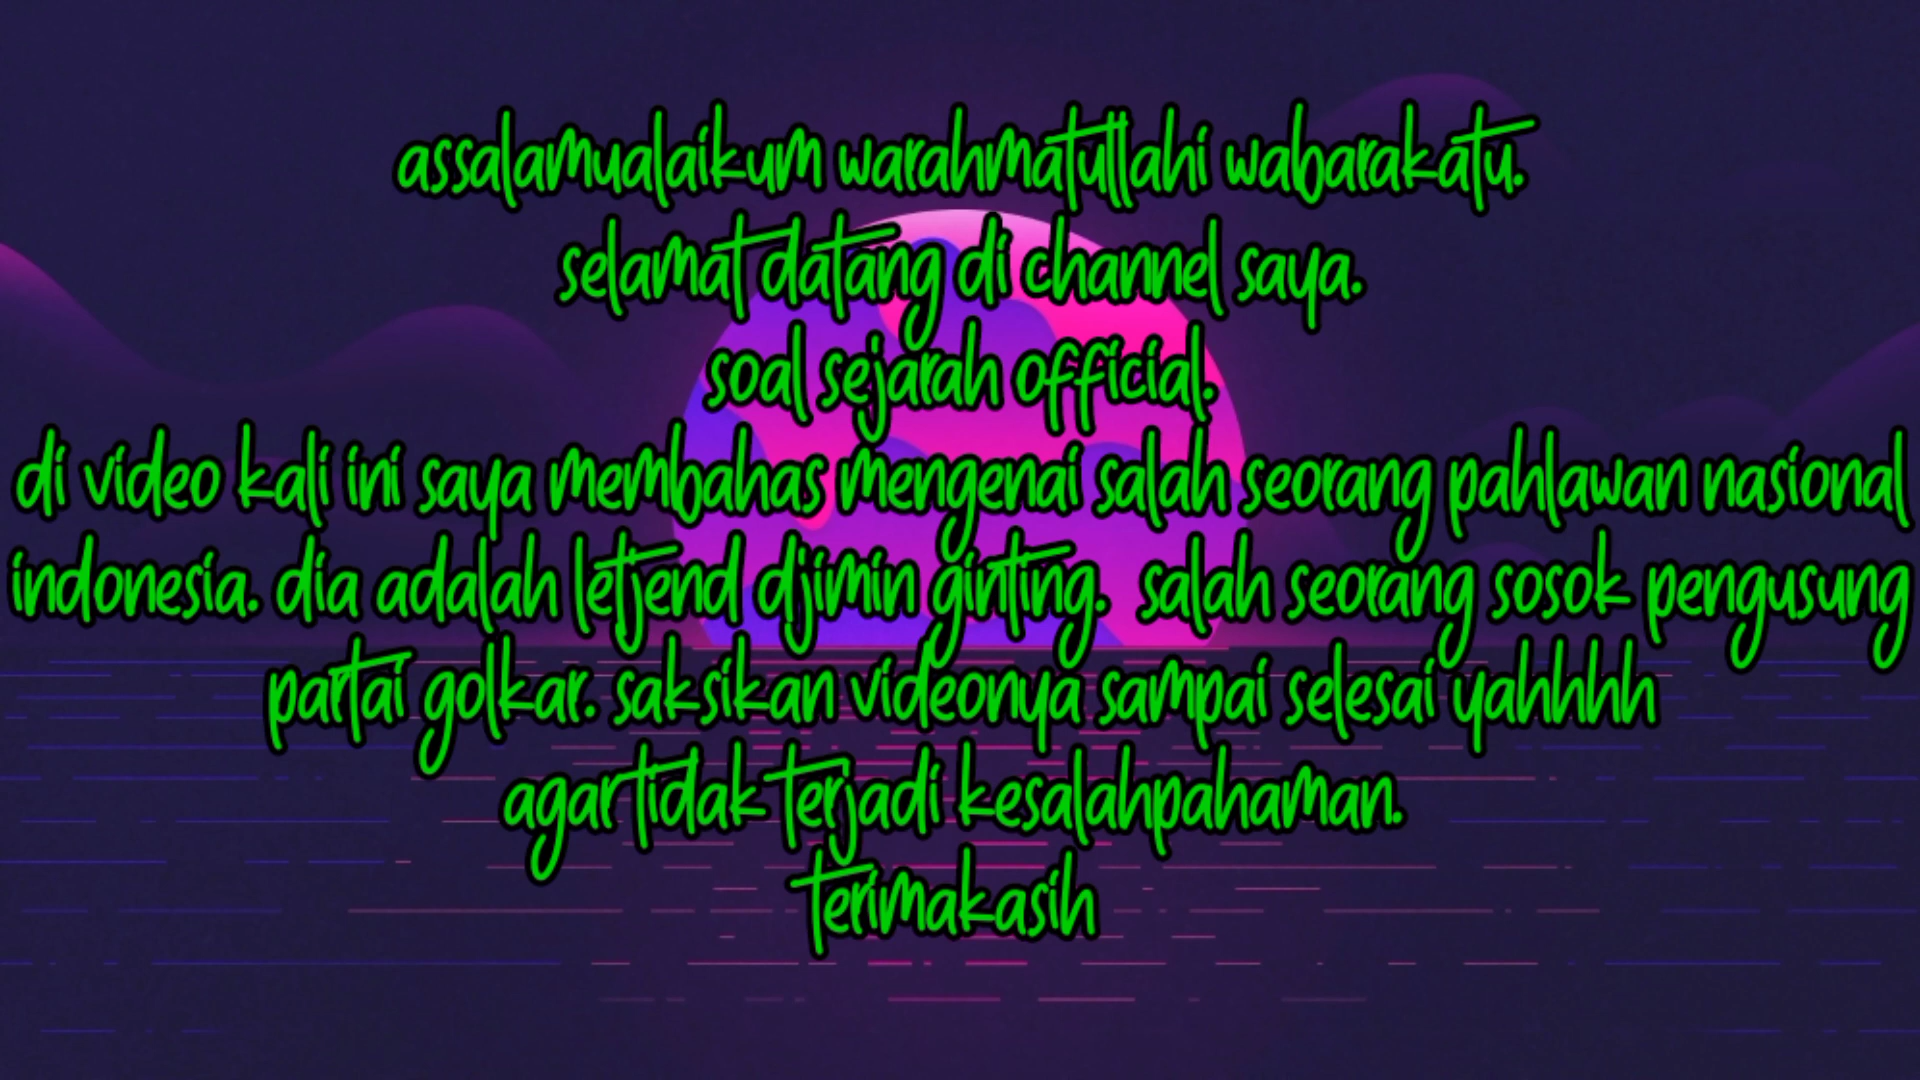 assalamualaikum warahmatullahi wabarakatu.
selamat datang di channel saya.
soal sejarah official.
di video kali ini saya membahas mengenai salah seorang pahlawan nasional
indonesia. dia adalah letjend djimin ginting. salah seorang sosok pengusung
partai golkar. saksikan videonya sampai selesai yahhhh
agar tidak terjadi kesalahpahaman.
terimakasih